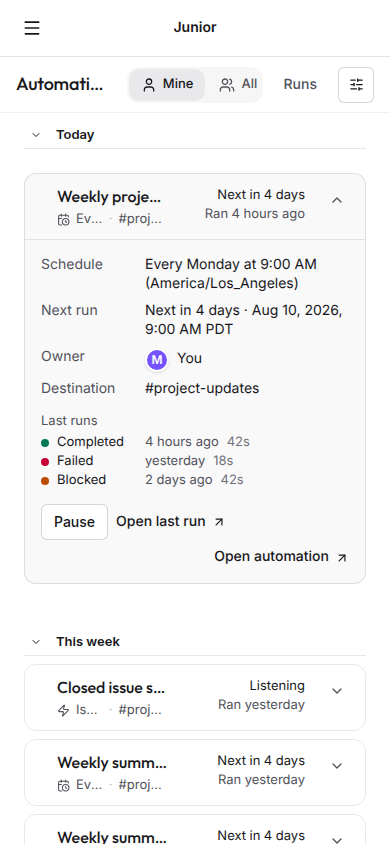 Junior
Automati...
Mine
All
Runs
Today
Weekly proje...
Next in 4 days
Ev... · #proj...
Ran 4 hours ago
Schedule
Every Monday at 9:00 AM
(America/Los_Angeles)
Next run
Next in 4 days · Aug 10, 2026,
9:00 AM PDT
Owner
M You
Destination
#project-updates
Last runs
Completed 4 hours ago 42s
Failed yesterday 18s
Blocked 2 days ago 42s
Pause
Open last run
Open automation
This week
Closed issue s...
Listening
Is... · #proj...
Ran yesterday
Weekly summ...
Next in 4 days
Ev... · #proj...
Ran yesterday
Weekly summ...
Next in 4 days